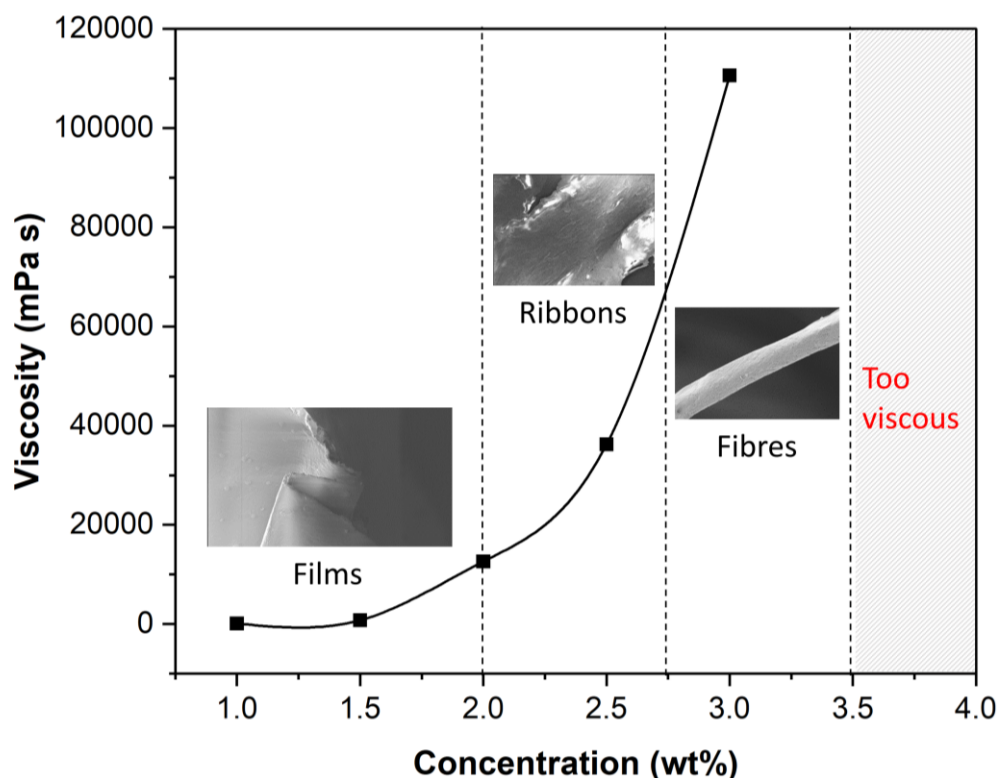 120000
100000
80000
60000
40000
20000
0
Viscosity (mPa s)
Ribbons
Fibres
Films
Too
viscous
1.0 1.5 2.0 2.5 3.0 3.5 4.0
Concentration (wt%)